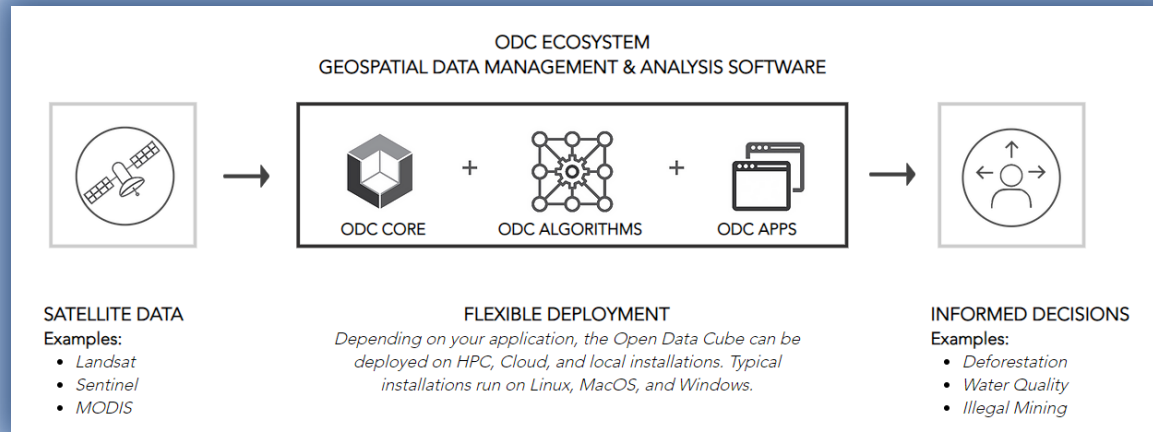 ODC ECOSYSTEM
GEOSPATIAL DATA MANAGEMENT & ANALYSIS SOFTWARE
+
+
ODC CORE
ODC ALGORITHMS
ODC APPS
SATELLITE DATA
Examples:
• Landsat
• Sentinel
• MODIS
FLEXIBLE DEPLOYMENT
Depending on your application, the Open Data Cube can be
deployed on HPC, Cloud, and local installations. Typical
installations run on Linux, MacOS, and Windows.
INFORMED DECISIONS
Examples:
• Deforestation
• Water Quality
• Illegal Mining